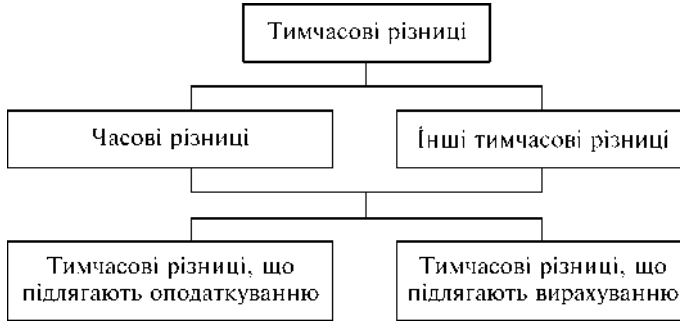 Тимчасові різниці
Часові різниці
Інші тимчасові різниці
Тимчасові різниці, що
підлягають оподаткуванню
Тимчасові різниці, що
підлягають вирахуванню